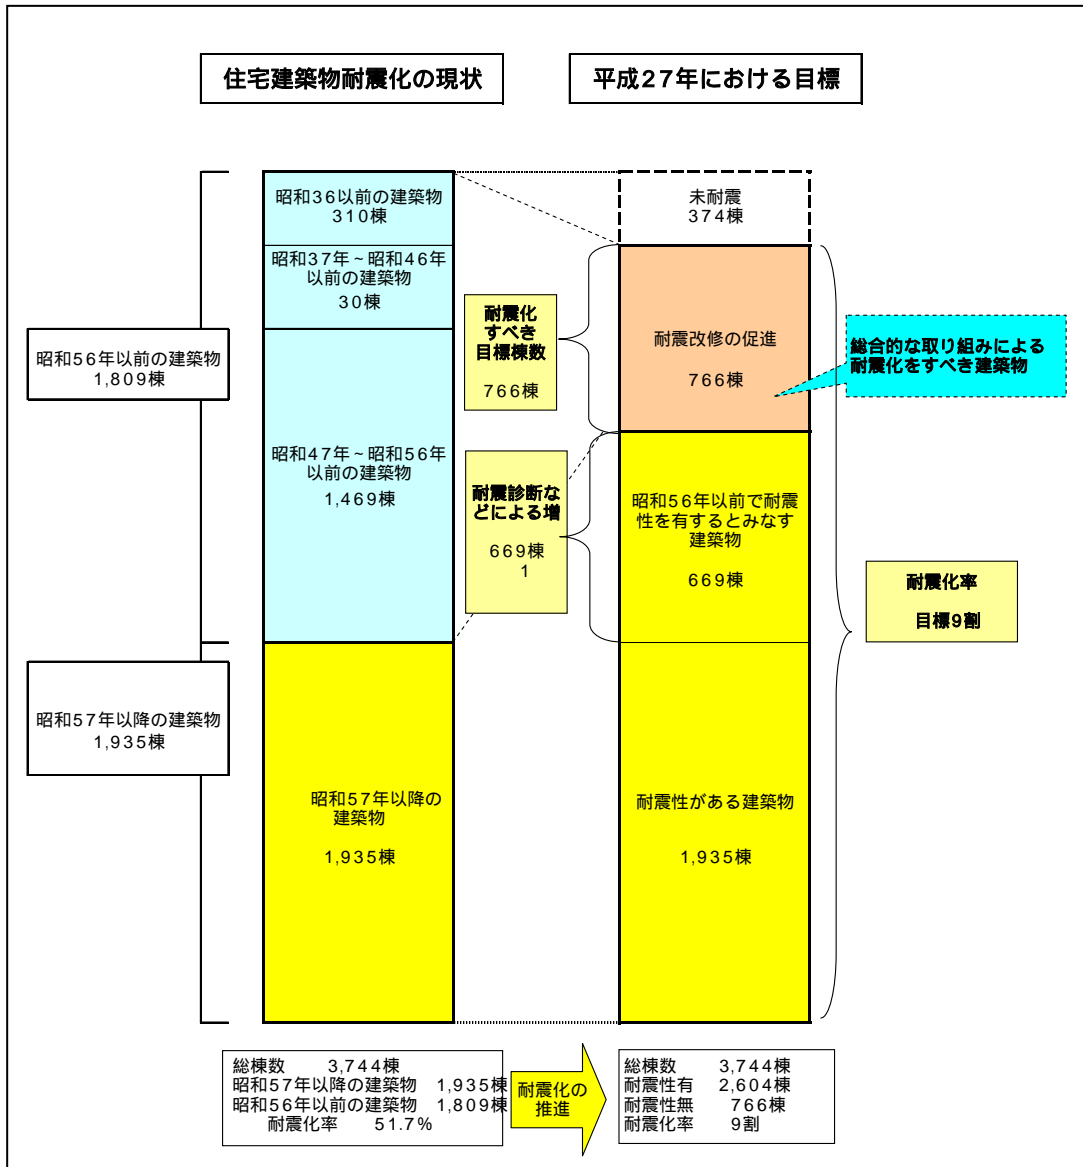 住宅建築物耐震化の現状
平成27年における目標
昭和36以前の建築物
310棟
昭和37年～昭和46年
以前の建築物
30棟
昭和47年～昭和56年
以前の建築物
1,469棟
昭和57年以降の
建築物
1,935棟
昭和56年以前の建築物
1,809棟
昭和57年以降の建築物
1,935棟
耐震化
すべき
目標棟数
766棟
耐震診断な
どによる増
669棟
1
未耐震
374棟
耐震改修の促進
766棟
昭和56年以前で耐震
性を有するとみなす
建築物
669棟
耐震性がある建築物
1,935棟
総合的な取り組みによる
耐震化をすべき建築物
耐震化率
目標9割
総棟数 3,744棟
昭和57年以降の建築物 1,935棟
昭和56年以前の建築物 1,809棟
耐震化率 51.7%
耐震化の
推進
総棟数 3,744棟
耐震性有 2,604棟
耐震性無 766棟
耐震化率 9割